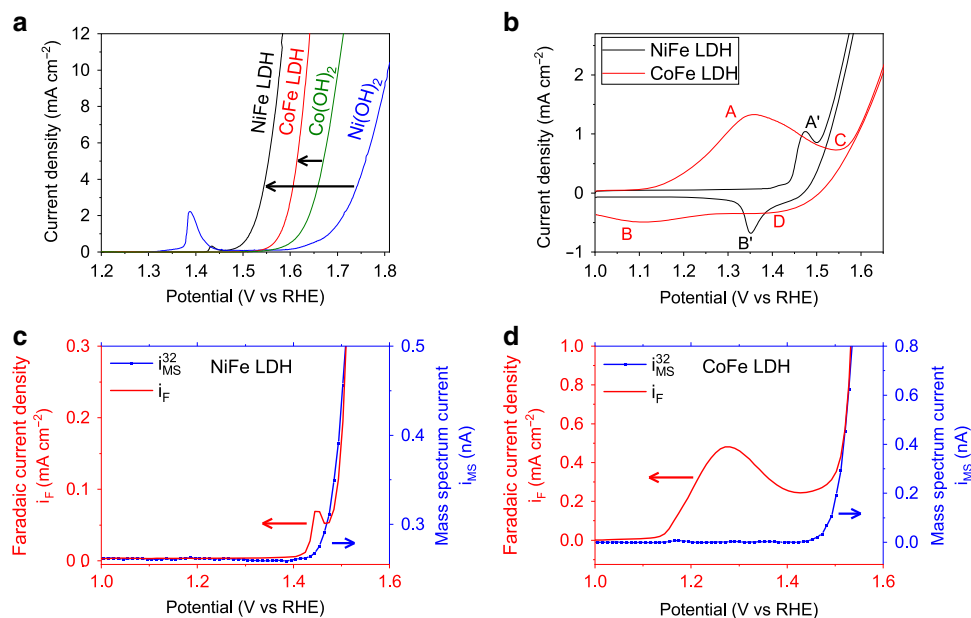 a
12
10
8
6
4
2
0
Current density (mA cm⁻²)
NiFe LDH
CoFe LDH
Co(OH)₂
Ni(OH)₂
1.2 1.3 1.4 1.5 1.6 1.7 1.8
Potential (V vs RHE)
b
NiFe LDH
CoFe LDH
2
1
0
−1
Current density (mA cm⁻²)
A
A'
C
B
B'
D
1.0 1.1 1.2 1.3 1.4 1.5 1.6
Potential (V vs RHE)
c
i³²MS
iF
NiFe LDH
0.3
0.2
0.1
0.0
Faradaic current density
iF (mA cm⁻²)
0.5
0.4
0.3
Mass spectrum current
iMS (nA)
1.0 1.2 1.4 1.6
Potential (V vs RHE)
d
i³²MS
iF
CoFe LDH
1.0
0.8
0.6
0.4
0.2
0.0
Faradaic current density
iF (mA cm⁻²)
0.8
0.6
0.4
0.2
0.0
Mass spectrum current
iMS (nA)
1.0 1.2 1.4 1.6
Potential (V vs RHE)